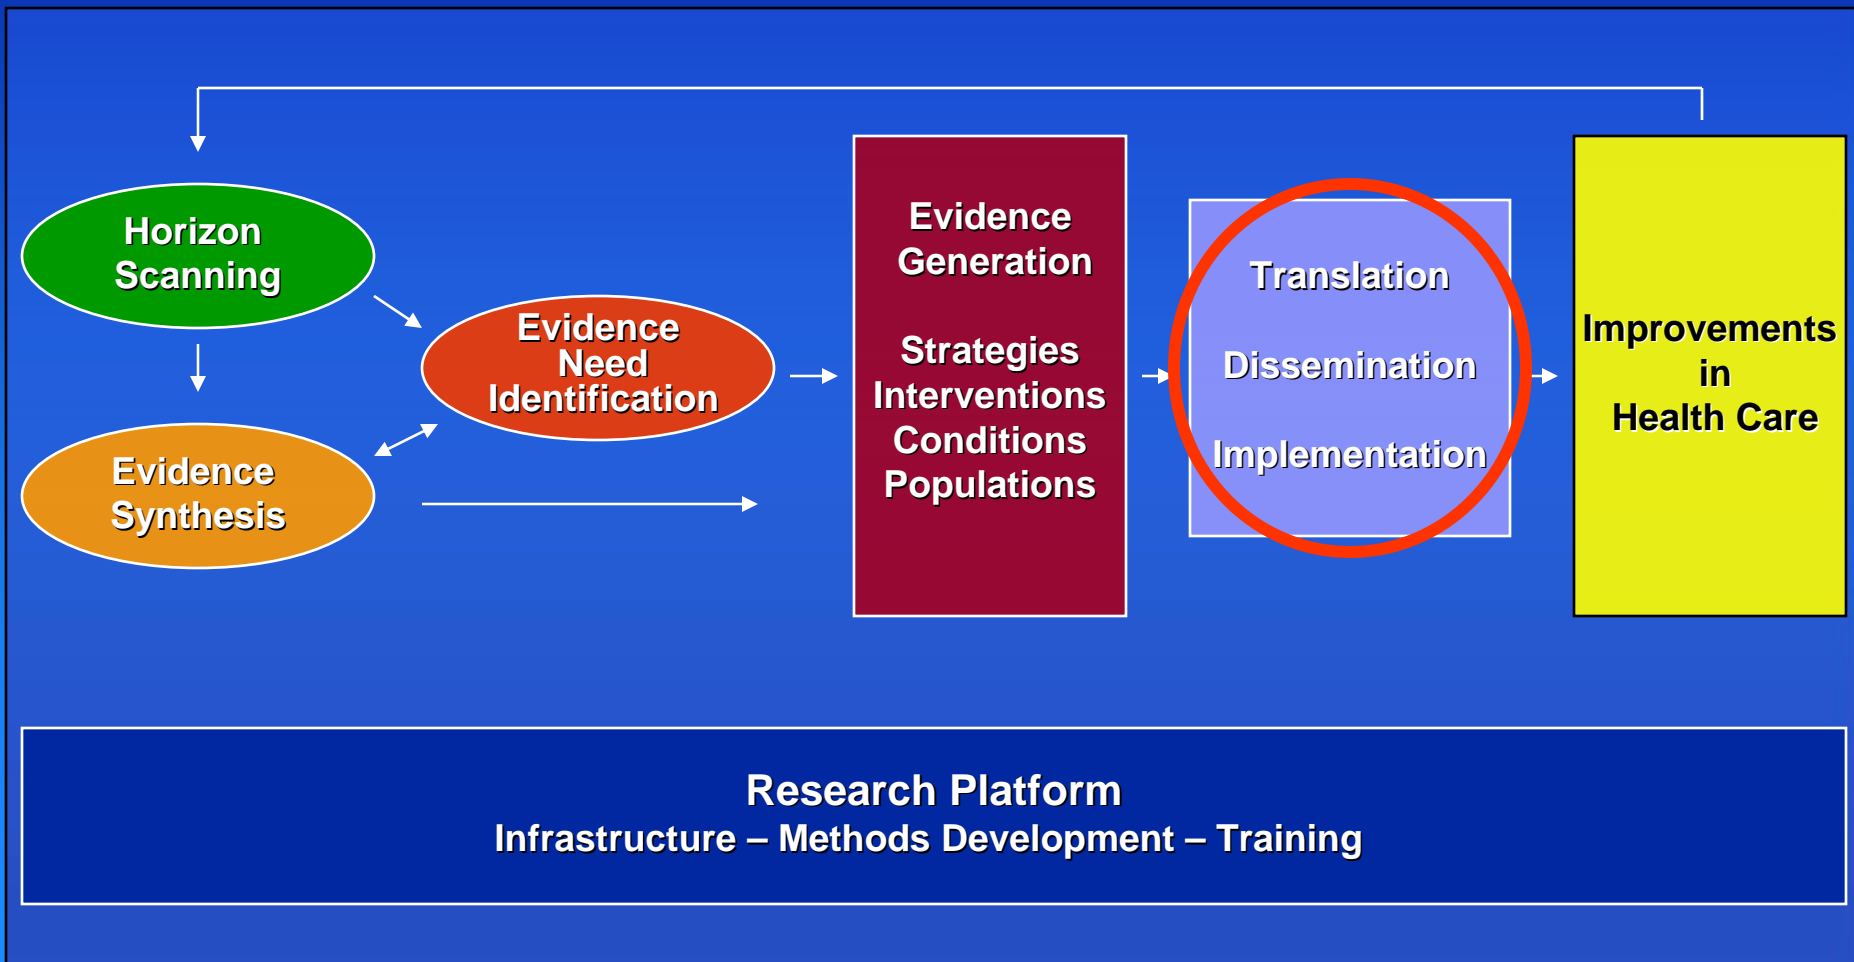 Horizon
Scanning
Evidence
Need
Identification
Evidence
Synthesis
Evidence
Generation
Strategies
Interventions
Conditions
Populations
Translation
Dissemination
Implementation
Improvements
in
Health Care
Research Platform
Infrastructure – Methods Development – Training